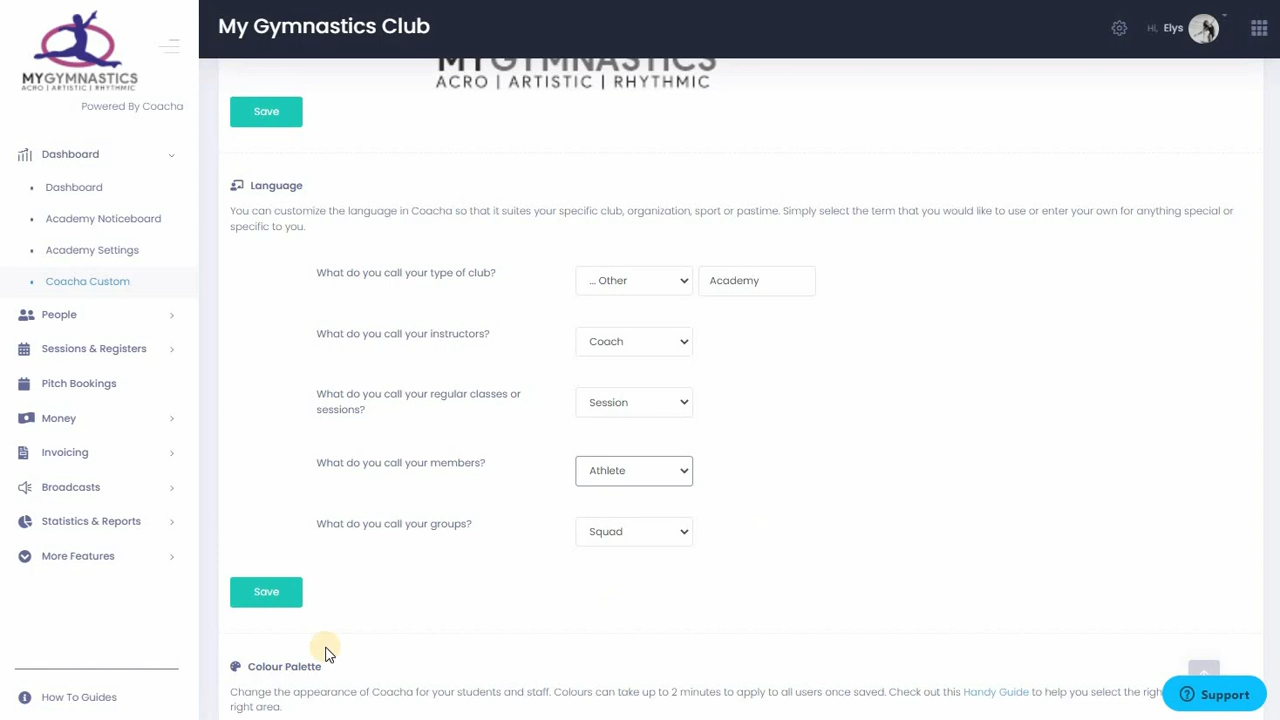 My Gymnastics Club
Hi, Elys
MYGYMNASTICS
ACRO | ARTISTIC | RHYTHMIC
Powered By Coacha
Dashboard
Dashboard
Academy Noticeboard
Academy Settings
Coacha Custom
People
Sessions & Registers
Pitch Bookings
Money
Invoicing
Broadcasts
Statistics & Reports
More Features
How To Guides
MYGYMNASTICS
ACRO | ARTISTIC | RHYTHMIC
Save
Language
You can customize the language in Coacha so that it suites your specific club, organization, sport or pastime. Simply select the term that you would like to use or enter your own for anything special or
specific to you.
What do you call your type of club?
... Other
Academy
What do you call your instructors?
Coach
What do you call your regular classes or
sessions?
Session
What do you call your members?
Athlete
What do you call your groups?
Squad
Save
Colour Palette
Change the appearance of Coacha for your students and staff. Colours can take up to 2 minutes to apply to all users once saved. Check out this Handy Guide to help you select the righ
right area.
Support